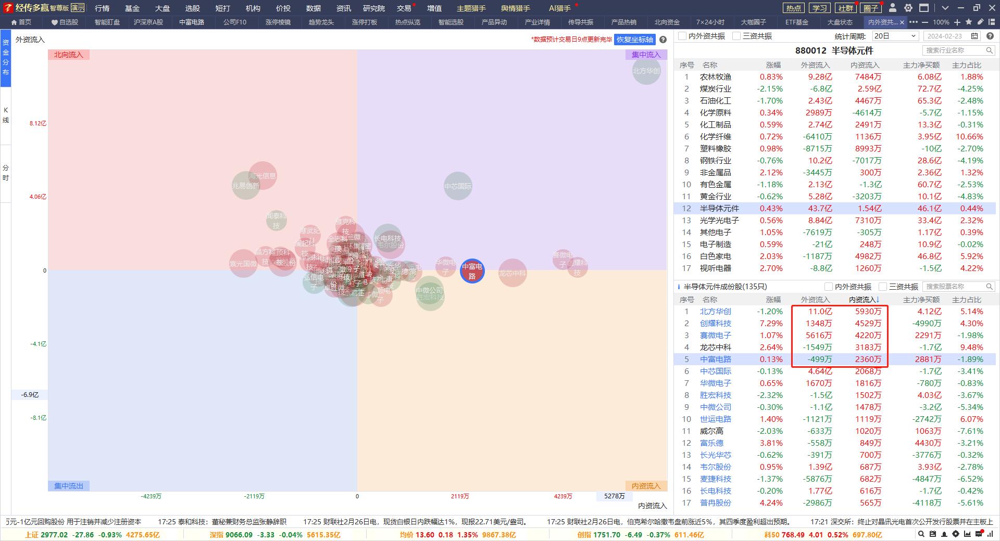 经传多赢 智尊版 演示 行情 基金 大盘 选股 短打 机构 价投 数据 资讯 研究院 交易 增值 主题猎手 舆情猎手 AI猎手 热点 学习 社群 圈子
首页 自选股 智能盯盘 沪深京A股 中富电路 公司F10 涨停棱镜 趋势龙头 涨停打板 热点纵览 智能选股 产品异动 产业详情 传导共振 产品热销 北向资金 7×24小时 大咖圈子 ETF基金 大盘状态 内外资共... 100%
资金分布
K线
分时
外资流入
*数据预计交易日9点更新完毕 恢复坐标轴
北向流入
集中流入
北方华创
8.12亿
海光信息
兆易创新
中芯国际
4.06亿
闻泰科技
雅克科技
寒武纪
长电科技
韦尔股份
紫光国微
华微电子
中富电路
龙芯中科
赛微电子
创耀科技
0
弘信电子
中微公司
胜宏科技
-4.1亿
-6.9亿
-8.1亿
集中流出
内资流入
-4239万 -2119万 0 2119万 4239万 5278万
内资流入
内外资共振 三资共振 统计周期: 20日 2024-02-23
880012 半导体元件 搜索行业名称
序号 名称 涨幅 外资流入 内资流入 主力净买额 主力占比
1 农林牧渔 0.83% 9.28亿 7484万 6.08亿 1.88%
2 煤炭行业 -2.15% -6.8亿 2.59亿 72.7亿 -4.25%
3 石油化工 -1.70% 2.43亿 4467万 65.3亿 -2.48%
4 化学原料 0.34% 2989万 -4614万 -5.7亿 -1.15%
5 化工制品 0.59% 2.74亿 2491万 13.3亿 -0.31%
6 化学纤维 0.72% -6410万 1136万 3.95亿 10.66%
7 塑料橡胶 0.98% -8715万 8993万 -10亿 -2.70%
8 钢铁行业 -0.76% 10.2亿 -7017万 28.6亿 -4.19%
9 非金属品 2.12% -3445万 300万 2.36亿 1.32%
10 有色金属 -1.18% 2.13亿 -1.3亿 60.7亿 -2.53%
11 黄金行业 -0.62% 5.28亿 -3203万 10.1亿 -4.83%
12 半导体元件 0.43% 43.7亿 1.54亿 46.1亿 0.44%
13 光学光电子 0.56% 8.84亿 7310万 33.4亿 2.32%
14 其他电子 1.05% -7619万 -305万 1.17亿 0.39%
15 电子制造 0.59% -21亿 248万 10.9亿 -0.02%
16 白色家电 2.03% -1187万 4982万 46.8亿 5.92%
17 视听电器 2.70% -8.8亿 1260万 -1.5亿 4.22%
半导体元件成份股(135只) 内外资共振 三资共振 搜索股票名称
序号 名称 涨幅 外资流入 内资流入↓ 主力净买额 主力占比
1 北方华创 -1.20% 11.0亿 5930万 4.12亿 5.14%
2 创耀科技 7.29% 1348万 4529万 -4990万 4.30%
3 赛微电子 1.07% 5616万 4220万 2291万 -1.98%
4 龙芯中科 2.64% -1549万 3183万 -1.7亿 9.48%
5 中富电路 0.13% -499万 2360万 2881万 -1.89%
6 中芯国际 -0.13% 4.64亿 2068万 -1.7亿 -3.41%
7 华微电子 0.65% 1670万 1816万 -780万 -0.83%
8 胜宏科技 -2.32% -1.5亿 1502万 4.03亿 -3.67%
9 中微公司 -0.30% -1.1亿 1478万 -3.2亿 -5.34%
10 世运电路 1.40% -1121万 1119万 -2742万 6.07%
11 威尔高 -2.03% -633万 1020万 1063万 -7.61%
12 富乐德 3.81% -558万 849万 4430万 -3.21%
13 长光华芯 -0.62% -391万 700万 -3776万 -0.32%
14 韦尔股份 0.95% 1.39亿 687万 3.93亿 -2.78%
15 麦捷科技 -1.37% -5876万 682万 -4847万 -6.52%
16 长电科技 -0.20% 1.77亿 616万 -1.7亿 -0.42%
17 普冉股份 4.24% -2986万 565万 -4118万 -5.61%
万元-1亿元回购股份 用于注销并减少注册资本 17:25 泰和科技：董秘兼财务总监张静辞职 17:25 财联社2月26日电，现货白银日内跌幅达1%，现报22.71美元/盎司。 17:25 财联社2月26日电，伯克希尔哈撒韦盘前涨近5%，其四季度盈利超出预期。 17:21 深交所：终止对晶讯光电首次公开发行股票并在主板上
上证 2977.02 -27.86 -0.93% 4275.65亿 深指 9066.09 -3.33 -0.04% 5615.35亿 均价 13.60 0.18 1.35% 9867.38亿 创指 1751.70 -6.49 -0.37% 611.46亿 科50 768.49 4.01 0.52% 697.80亿